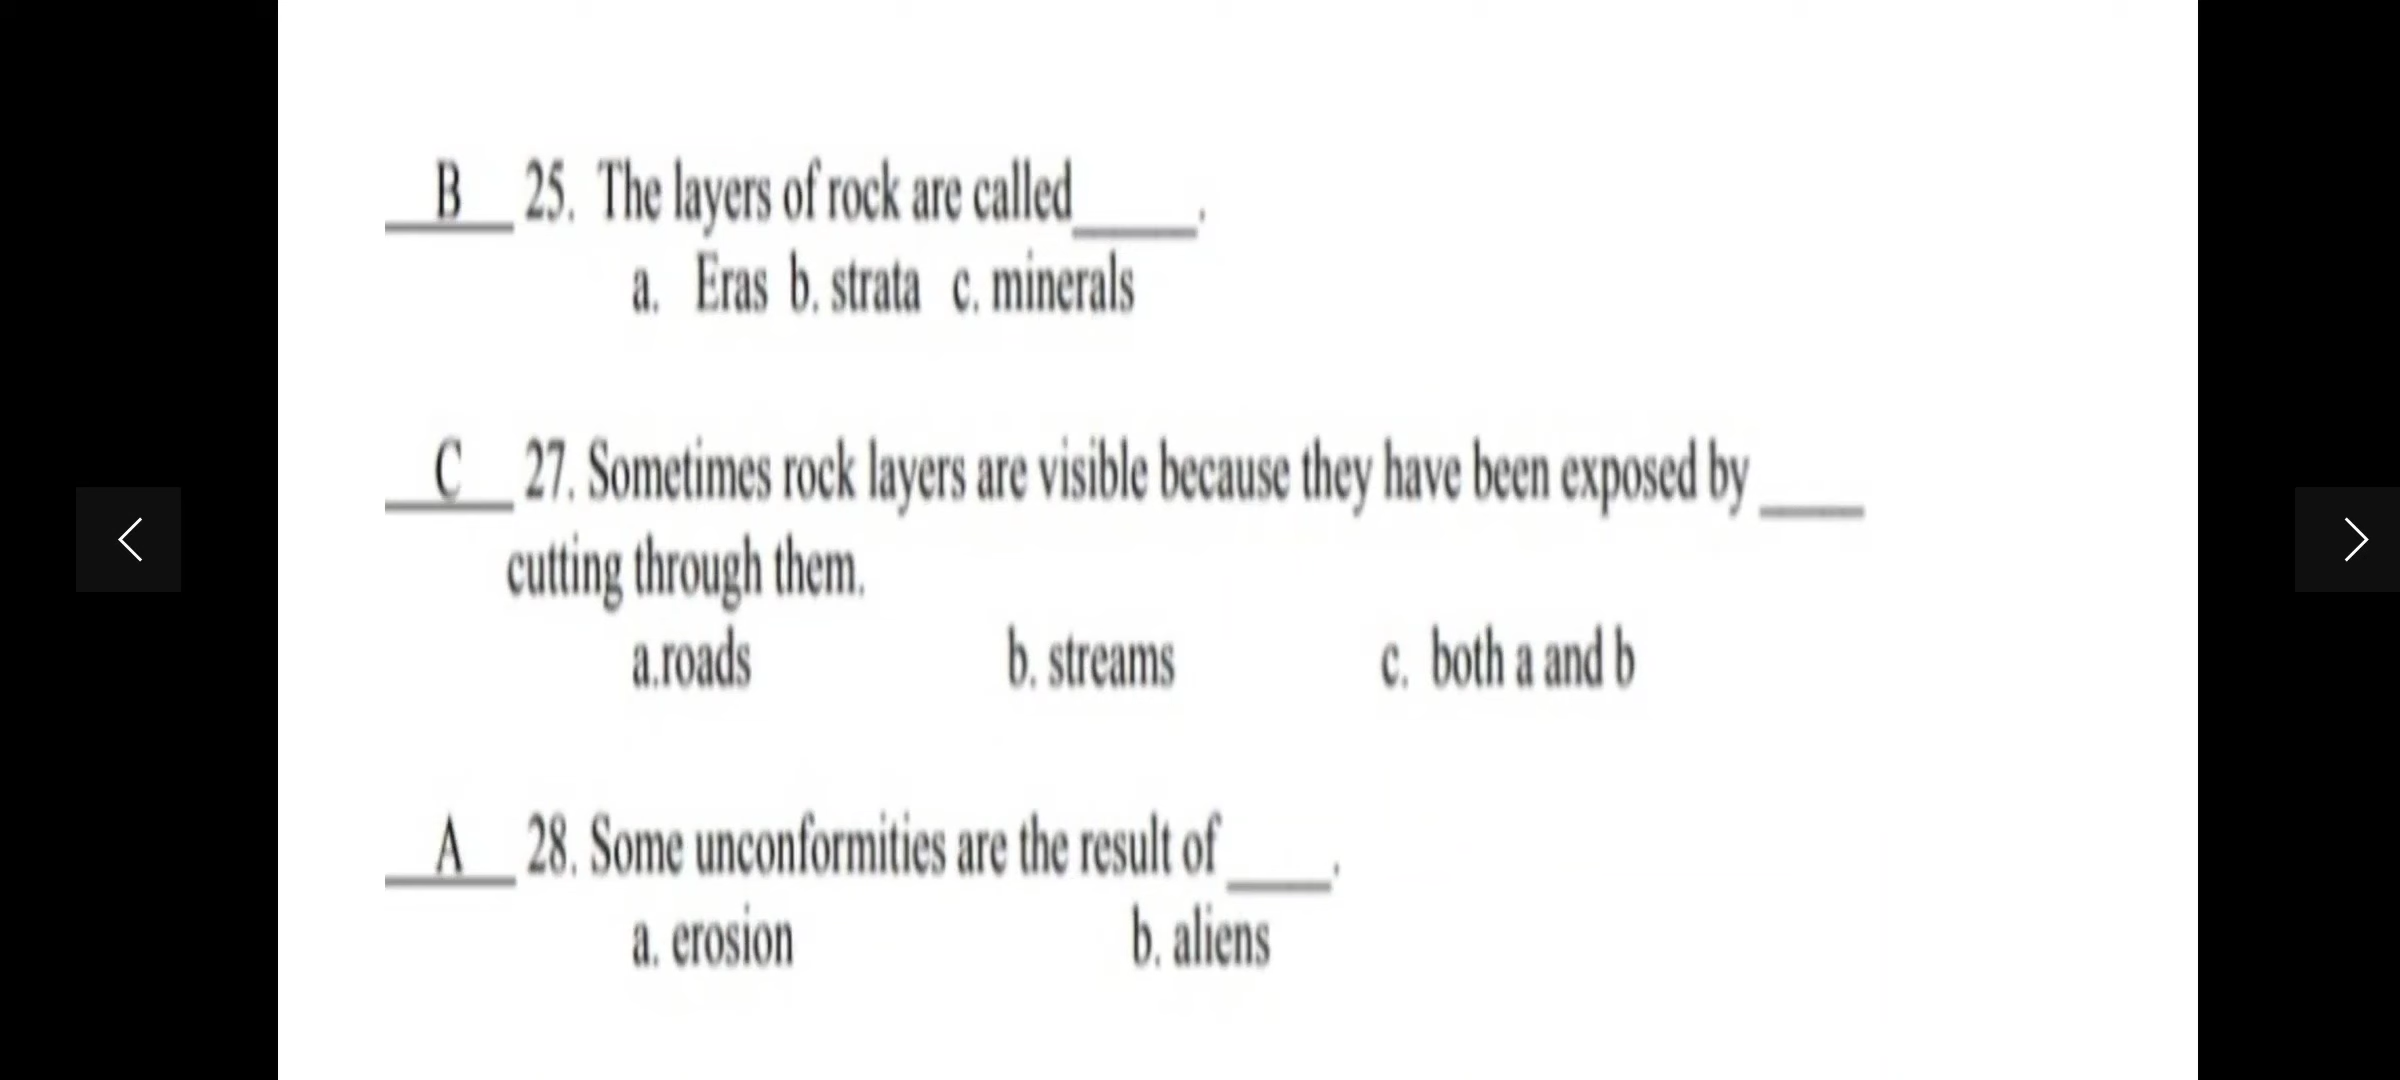 B 25. The layers of rock are called_____.
a. Eras b. strata c. minerals
C 27. Sometimes rock layers are visible because they have been exposed by ____
cutting through them.
a.roads b. streams c. both a and b
A 28. Some unconformities are the result of ____.
a. erosion b. aliens